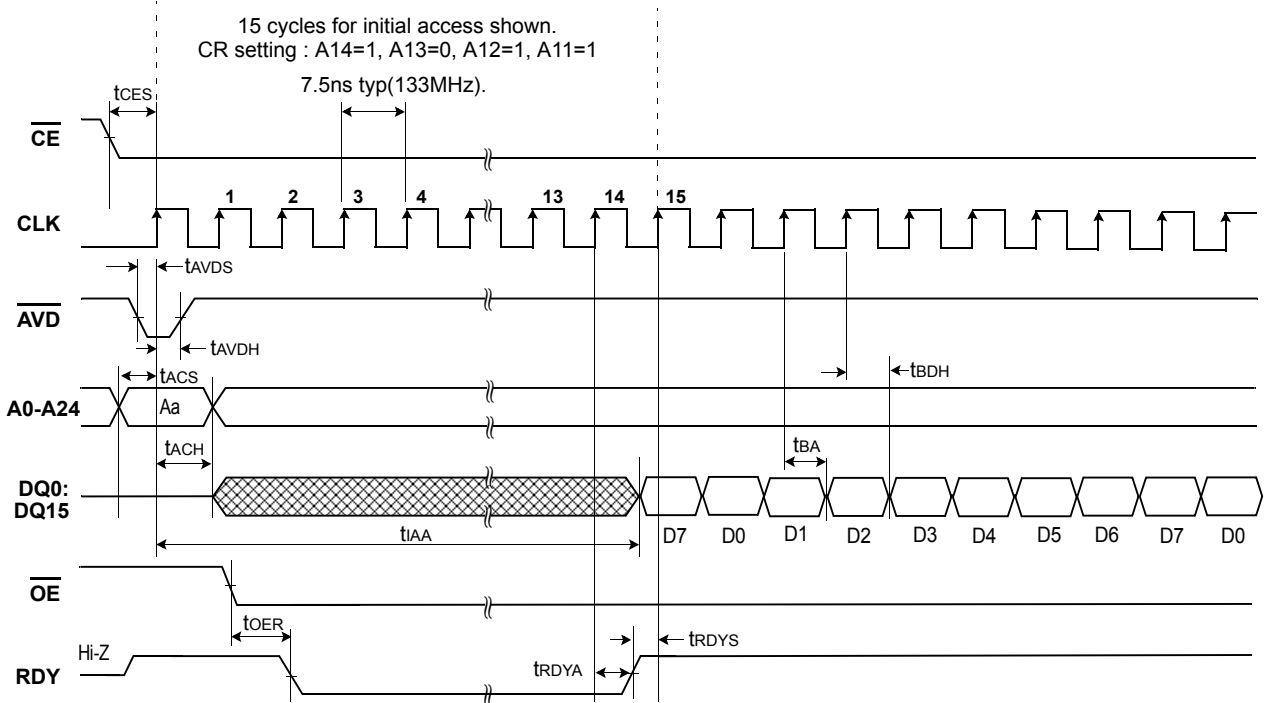 15 cycles for initial access shown.
CR setting : A14=1, A13=0, A12=1, A11=1
7.5ns typ(133MHz).
tCES
CE
1 2 3 4 13 14 15
CLK
tAVDS
AVD
tAVDH
tACS
tBDH
A0-A24
Aa
tACH
tBA
DQ0:
DQ15
tIAA
D7 D0 D1 D2 D3 D4 D5 D6 D7 D0
OE
tOER
tRDYS
Hi-Z
RDY
tRDYA